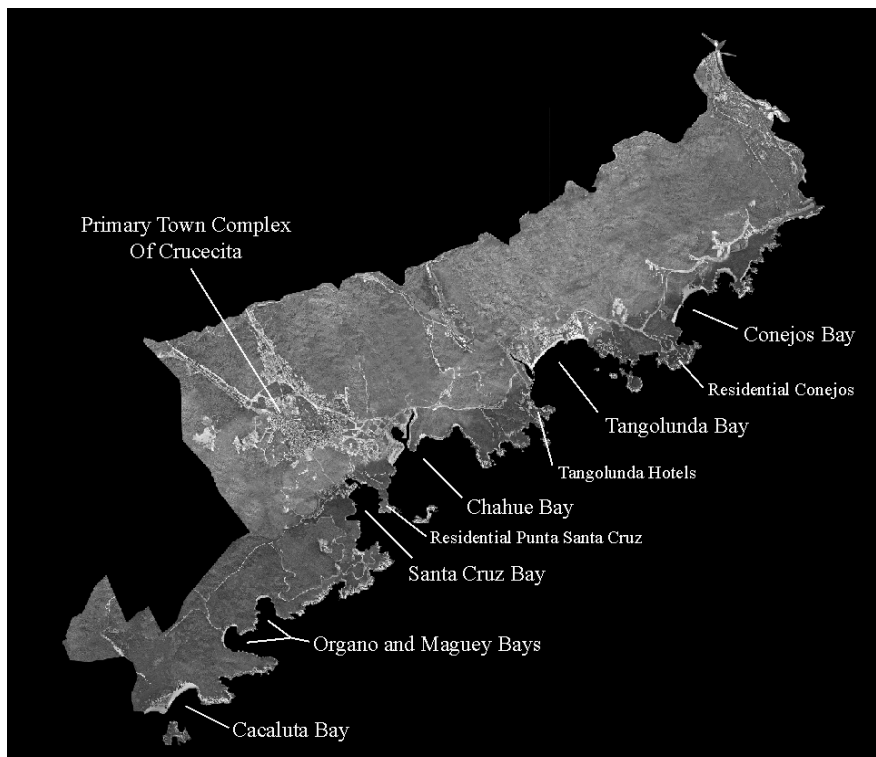 Primary Town Complex
Of Crucecita
Conejos Bay
Residential Conejos
Tangolunda Bay
Tangolunda Hotels
Chahue Bay
Residential Punta Santa Cruz
Santa Cruz Bay
Organo and Maguey Bays
Cacaluta Bay